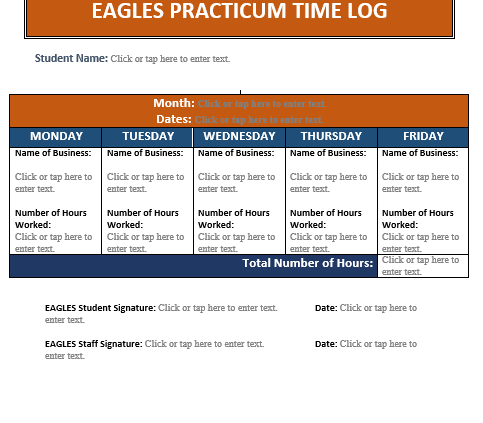 EAGLES PRACTICUM TIME LOG
Student Name: Click or tap here to enter text.
Month: Click or tap here to enter text.
Dates: Click or tap here to enter text.
MONDAY TUESDAY WEDNESDAY THURSDAY FRIDAY
Name of Business: Name of Business: Name of Business: Name of Business: Name of Business:
Click or tap here to Click or tap here to Click or tap here to Click or tap here to Click or tap here to
enter text. enter text. enter text. enter text. enter text.
Number of Hours Number of Hours Number of Hours Number of Hours Number of Hours
Worked: Worked: Worked: Worked: Worked:
Click or tap here to Click or tap here to Click or tap here to Click or tap here to Click or tap here to
enter text. enter text. enter text. enter text. enter text.
Total Number of Hours: Click or tap here to
enter text.
EAGLES Student Signature: Click or tap here to enter text. Date: Click or tap here to
enter text.
EAGLES Staff Signature: Click or tap here to enter text. Date: Click or tap here to
enter text.